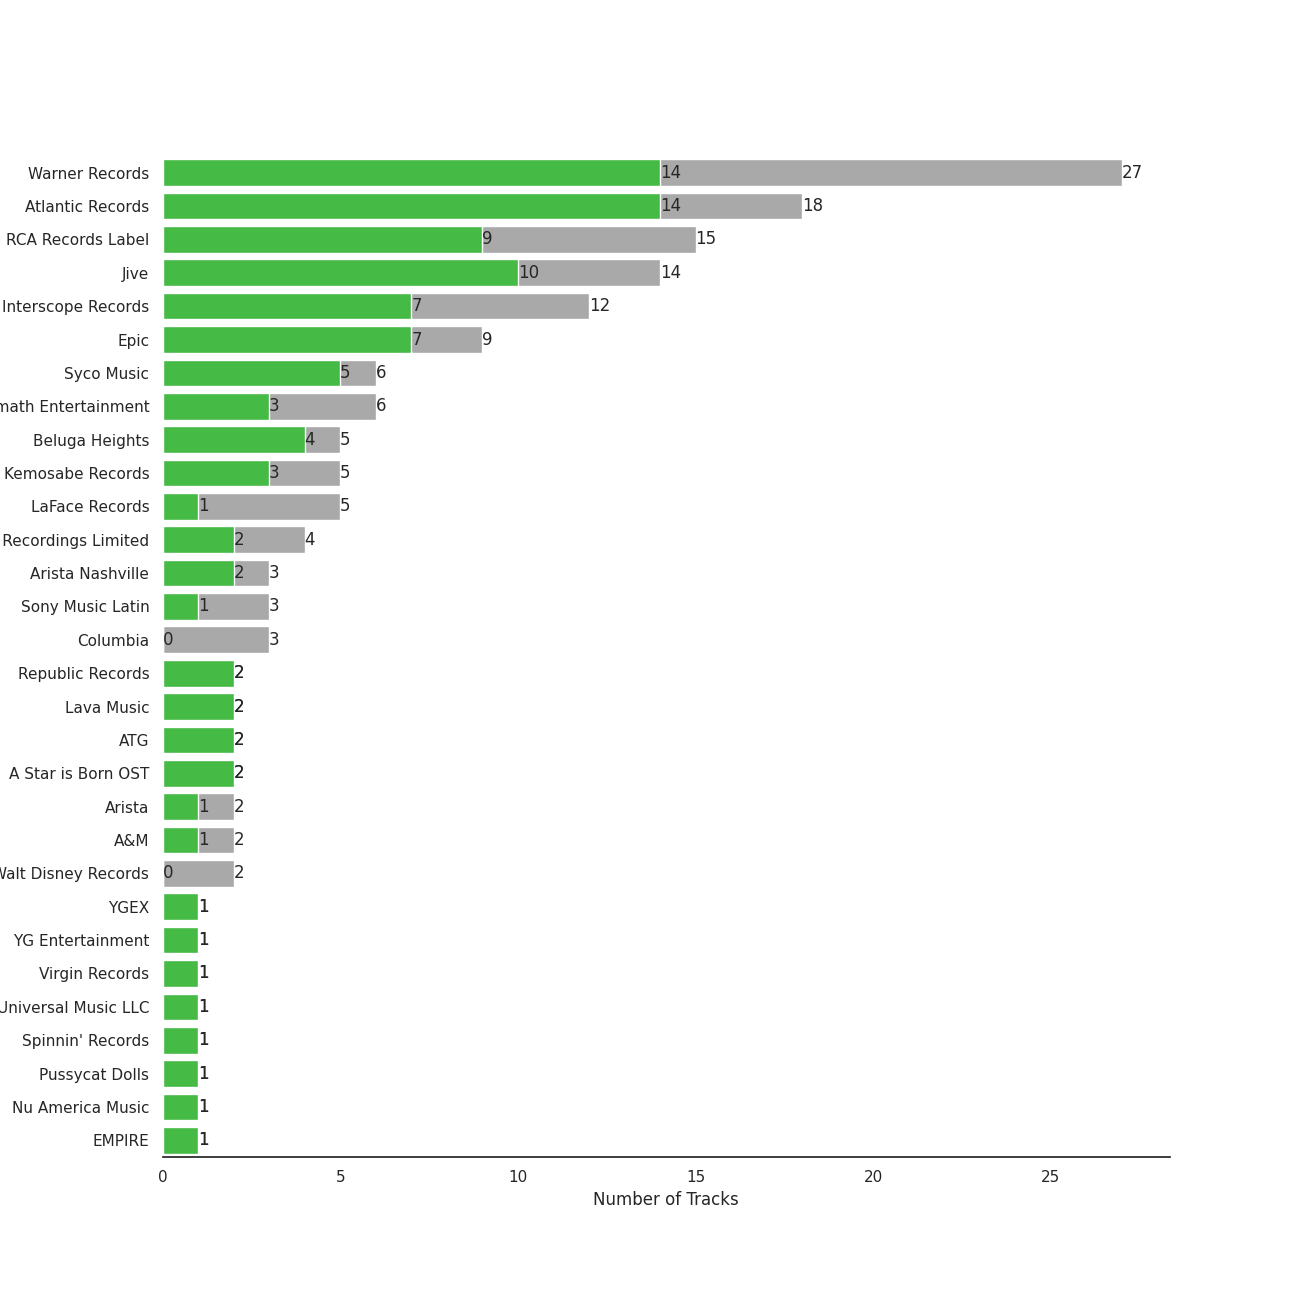 Warner Records 14 27
Atlantic Records 14 18
RCA Records Label 9 15
Jive 10 14
Interscope Records 7 12
Epic 7 9
Syco Music 5 6
Entertainment 3 6
Beluga Heights 4 5
Kemosabe Records 3 5
LaFace Records 1 5
Recordings Limited 2 4
Arista Nashville 2 3
Sony Music Latin 1 3
Columbia 0 3
Republic Records 2
Lava Music 2
ATG 2
A Star is Born OST 2
Arista 1 2
A&M 1 2
Walt Disney Records 0 2
YGEX 1
YG Entertainment 1
Virgin Records 1
Universal Music LLC 1
Spinnin' Records 1
Pussycat Dolls 1
Nu America Music 1
EMPIRE 1
0 5 10 15 20 25
Number of Tracks